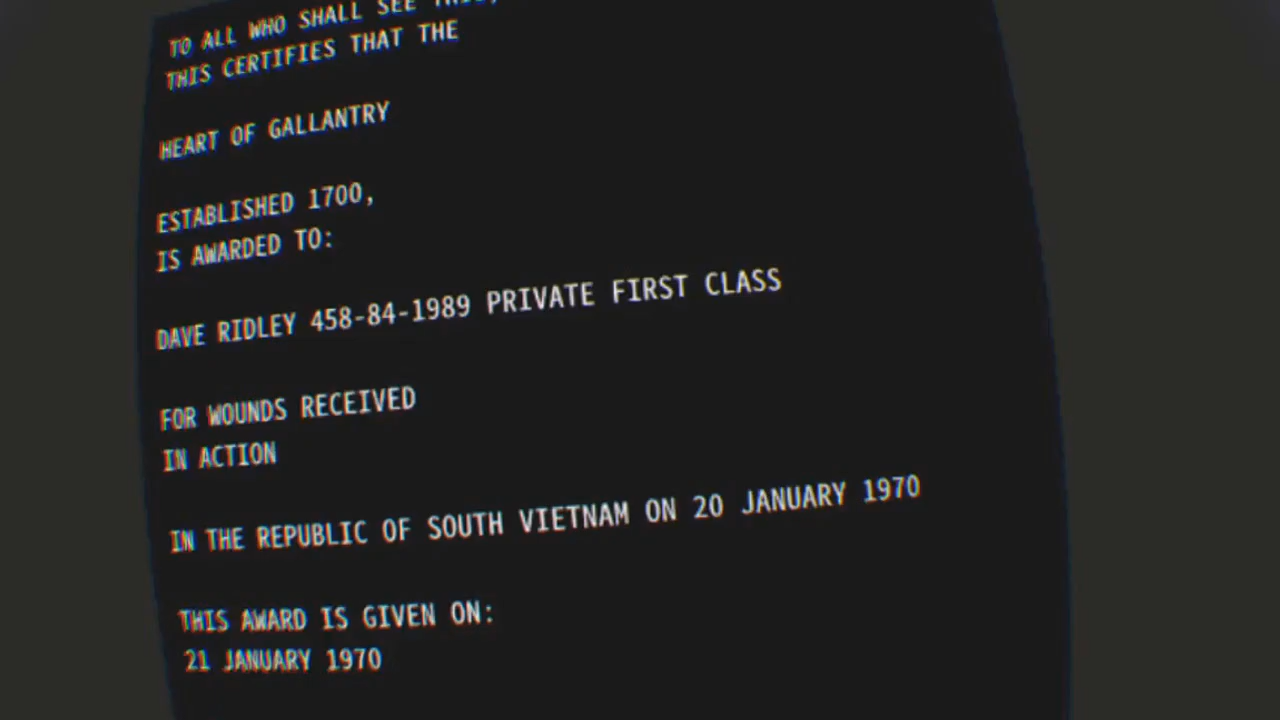 TO ALL WHO SHALL SEE THIS,
THIS CERTIFIES THAT THE
HEART OF GALLANTRY
ESTABLISHED 1700,
IS AWARDED TO:
DAVE RIDLEY 458-84-1989 PRIVATE FIRST CLASS
FOR WOUNDS RECEIVED
IN ACTION
IN THE REPUBLIC OF SOUTH VIETNAM ON 20 JANUARY 1970
THIS AWARD IS GIVEN ON:
21 JANUARY 1970